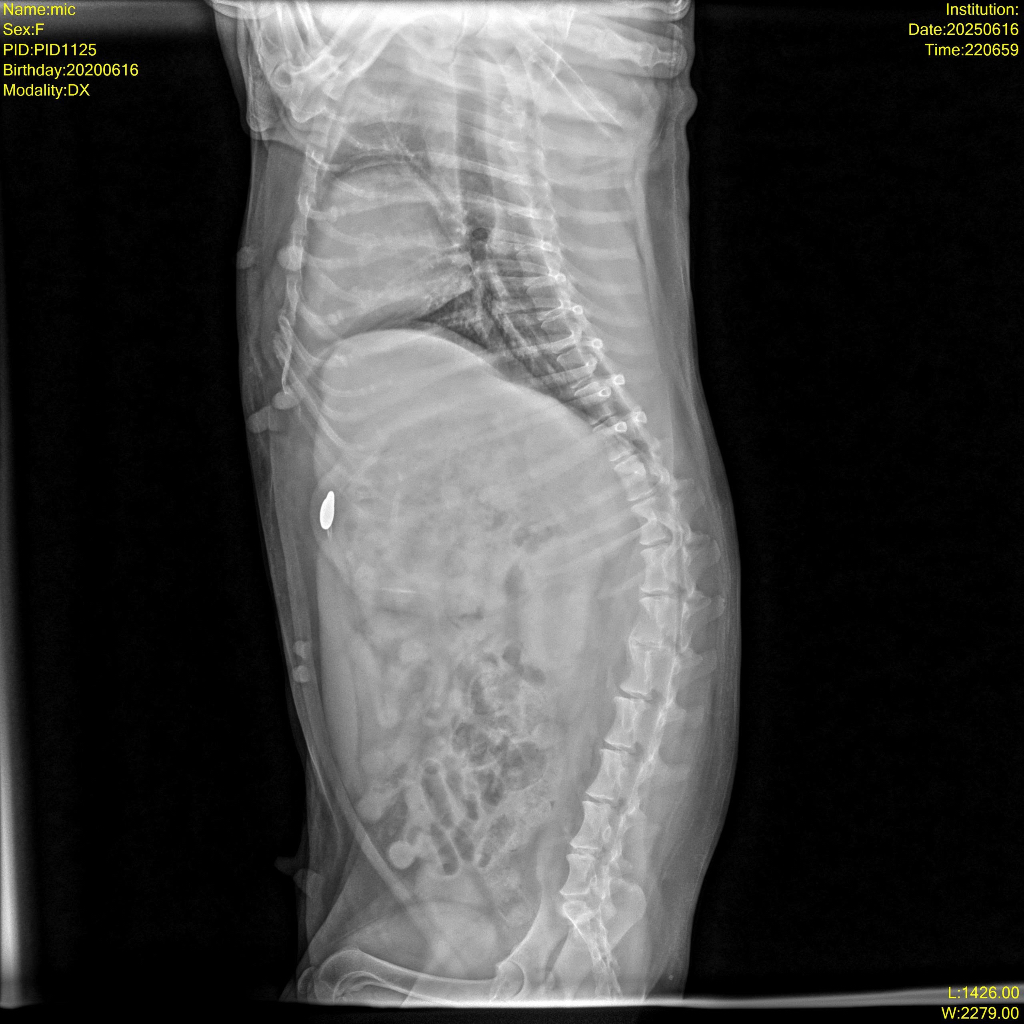 Name:mic
Sex:F
PID:PID1125
Birthday:20200616
Modality:DX
Institution:
Date:20250616
Time:220659
L:1426.00
W:2279.00